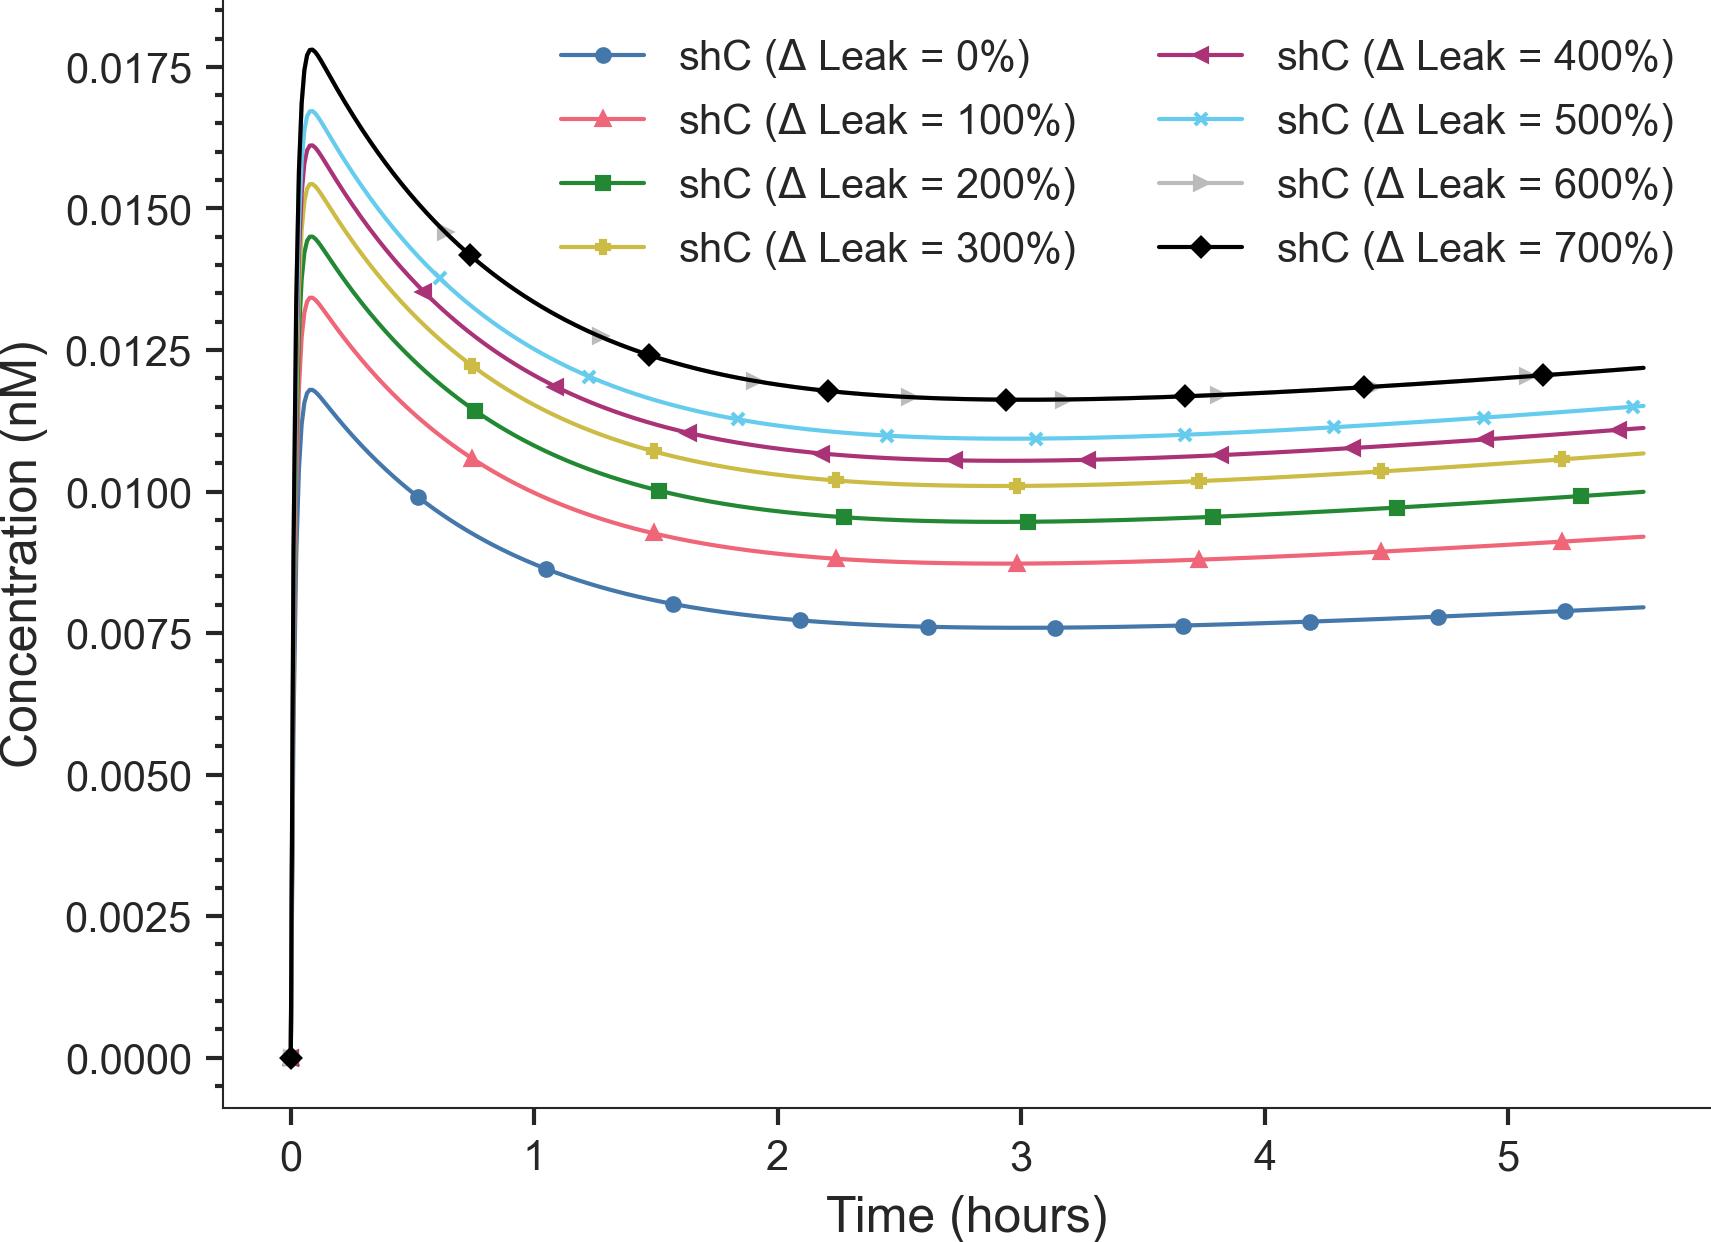 Concentration (nM)
0.0175
0.0150
0.0125
0.0100
0.0075
0.0050
0.0025
0.0000
shC (Δ Leak = 0%)
shC (Δ Leak = 100%)
shC (Δ Leak = 200%)
shC (Δ Leak = 300%)
shC (Δ Leak = 400%)
shC (Δ Leak = 500%)
shC (Δ Leak = 600%)
shC (Δ Leak = 700%)
0 1 2 3 4 5
Time (hours)